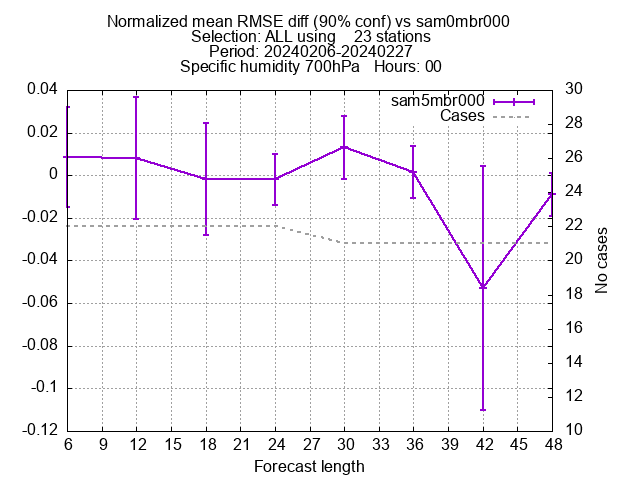 Normalized mean RMSE diff (90% conf) vs sam0mbr000
Selection: ALL using    23 stations
Period: 20240206-20240227
Specific humidity 700hPa   Hours: 00
sam5mbr000
Cases
0.04
0.02
0
-0.02
-0.04
-0.06
-0.08
-0.1
-0.12
30
28
26
24
22
20
18
16
14
12
10
No cases
6 9 12 15 18 21 24 27 30 33 36 39 42 45 48
Forecast length